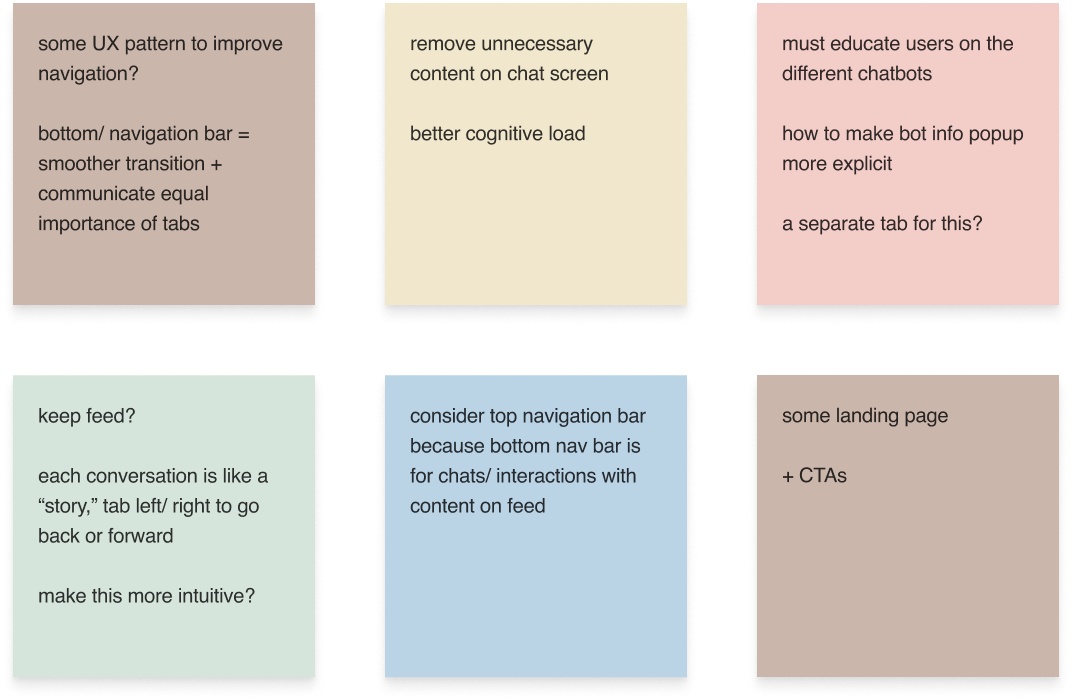 some UX pattern to improve
navigation?
bottom/ navigation bar =
smoother transition +
communicate equal
importance of tabs
remove unnecessary
content on chat screen
better cognitive load
must educate users on the
different chatbots
how to make bot info popup
more explicit
a separate tab for this?
keep feed?
each conversation is like a
“story,” tab left/ right to go
back or forward
make this more intuitive?
consider top navigation bar
because bottom nav bar is
for chats/ interactions with
content on feed
some landing page
+ CTAs